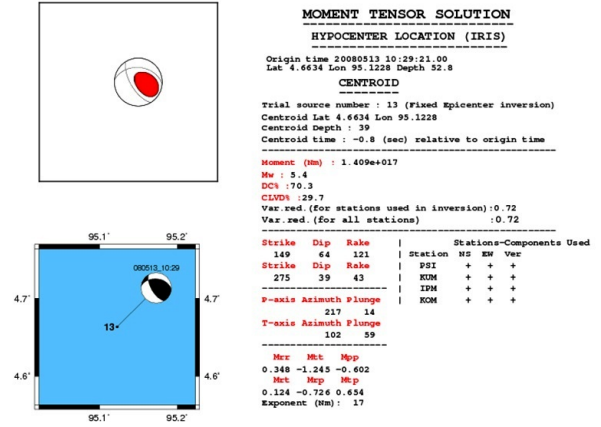 MOMENT TENSOR SOLUTION
HYPOCENTER LOCATION (IRIS)
Origin time 20080513 10:29:21.00
Lat 4.6634 Lon 95.1228 Depth 52.8
CENTROID
Trial source number : 13 (Fixed Epicenter inversion)
Centroid Lat 4.6634 Lon 95.1228
Centroid Depth : 39
Centroid time : -0.8 (sec) relative to origin time
Moment (Nm) : 1.409e+017
Mw : 5.4
DC% :70.3
CLVD% :29.7
Var.red.(for stations used in inversion):0.72
Var.red.(for all stations) :0.72
Strike Dip Rake
149 64 121
Strike Dip Rake
275 39 43
P-axis Azimuth Plunge
217 14
T-axis Azimuth Plunge
102 59
Mrr Mtt Mpp
0.348 -1.245 -0.602
Mrt Mrp Mtp
0.124 -0.726 0.654
Exponent (Nm): 17
| Stations-Components Used
| Station NS EW Ver
| PSI + + +
| KUM + + +
| IPM + + +
| KOM + + +
95.1˚ 95.2˚
080513_10:29
4.7˚ 4.7˚
13
4.6˚ 4.6˚
95.1˚ 95.2˚